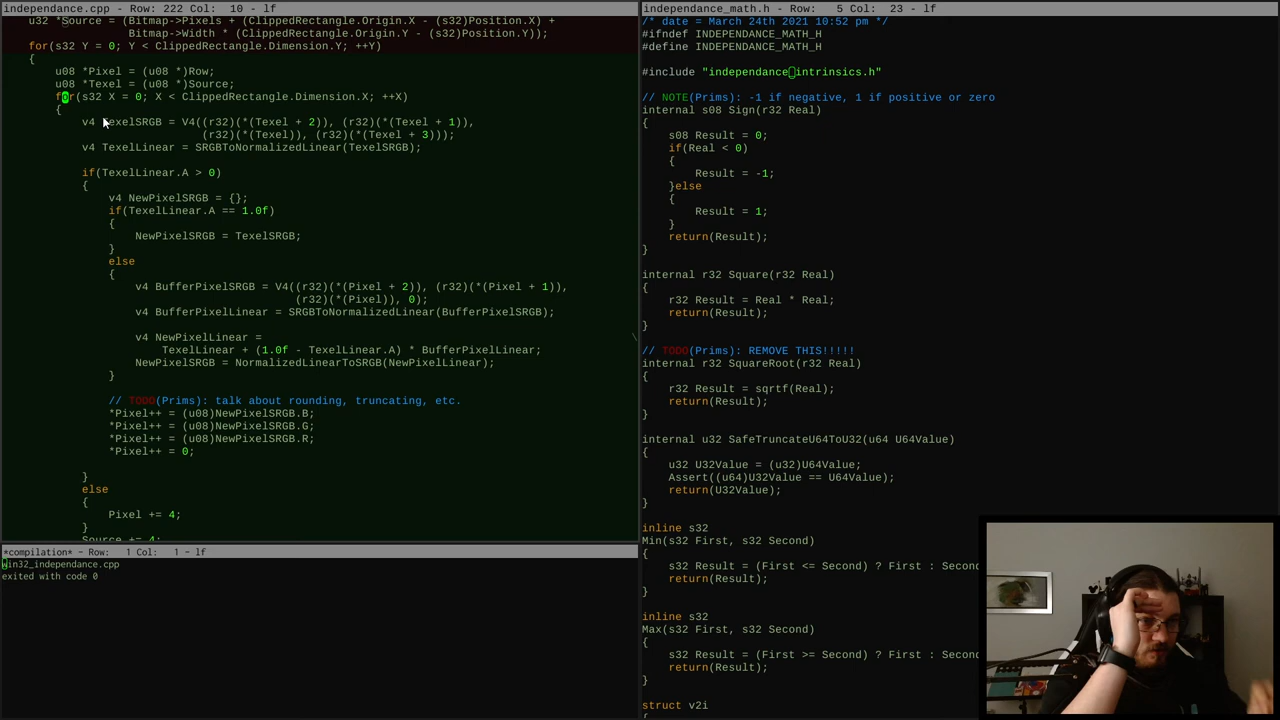 independance.cpp - Row: 222 Col:  10 - lf
u32 *Source = (Bitmap->Pixels + (ClippedRectangle.Origin.X - (s32)Position.X) +
Bitmap->Width * (ClippedRectangle.Origin.Y - (s32)Position.Y));
for(s32 Y = 0; Y < ClippedRectangle.Dimension.Y; ++Y)
{
u08 *Pixel = (u08 *)Row;
u08 *Texel = (u08 *)Source;
for(s32 X = 0; X < ClippedRectangle.Dimension.X; ++X)
{
v4 TexelSRGB = V4((r32)(*(Texel + 2)), (r32)(*(Texel + 1)),
(r32)(*(Texel)), (r32)(*(Texel + 3)));
v4 TexelLinear = SRGBToNormalizedLinear(TexelSRGB);
if(TexelLinear.A > 0)
{
v4 NewPixelSRGB = {};
if(TexelLinear.A == 1.0f)
{
NewPixelSRGB = TexelSRGB;
}
else
{
v4 BufferPixelSRGB = V4((r32)(*(Pixel + 2)), (r32)(*(Pixel + 1)),
(r32)(*(Pixel)), 0);
v4 BufferPixelLinear = SRGBToNormalizedLinear(BufferPixelSRGB);
v4 NewPixelLinear = \
TexelLinear + (1.0f - TexelLinear.A) * BufferPixelLinear;
NewPixelSRGB = NormalizedLinearToSRGB(NewPixelLinear);
}
// TODO(Prims): talk about rounding, truncating, etc.
*Pixel++ = (u08)NewPixelSRGB.B;
*Pixel++ = (u08)NewPixelSRGB.G;
*Pixel++ = (u08)NewPixelSRGB.R;
*Pixel++ = 0;
}
else
{
Pixel += 4;
}
Source += 4;
*compilation* - Row:   1 Col:   1 - lf
win32_independance.cpp
exited with code 0
independance_math.h - Row:   5 Col:  23 - lf
/* date = March 24th 2021 10:52 pm */
#ifndef INDEPENDANCE_MATH_H
#define INDEPENDANCE_MATH_H
#include "independance_intrinsics.h"
// NOTE(Prims): -1 if negative, 1 if positive or zero
internal s08 Sign(r32 Real)
{
s08 Result = 0;
if(Real < 0)
{
Result = -1;
}else
{
Result = 1;
}
return(Result);
}
internal r32 Square(r32 Real)
{
r32 Result = Real * Real;
return(Result);
}
// TODO(Prims): REMOVE THIS!!!!!
internal r32 SquareRoot(r32 Real)
{
r32 Result = sqrtf(Real);
return(Result);
}
internal u32 SafeTruncateU64ToU32(u64 U64Value)
{
u32 U32Value = (u32)U64Value;
Assert((u64)U32Value == U64Value);
return(U32Value);
}
inline s32
Min(s32 First, s32 Second)
{
s32 Result = (First <= Second) ? First : Secon
return(Result);
}
inline s32
Max(s32 First, s32 Second)
{
s32 Result = (First >= Second) ? First : Secon
return(Result);
}
struct v2i
{